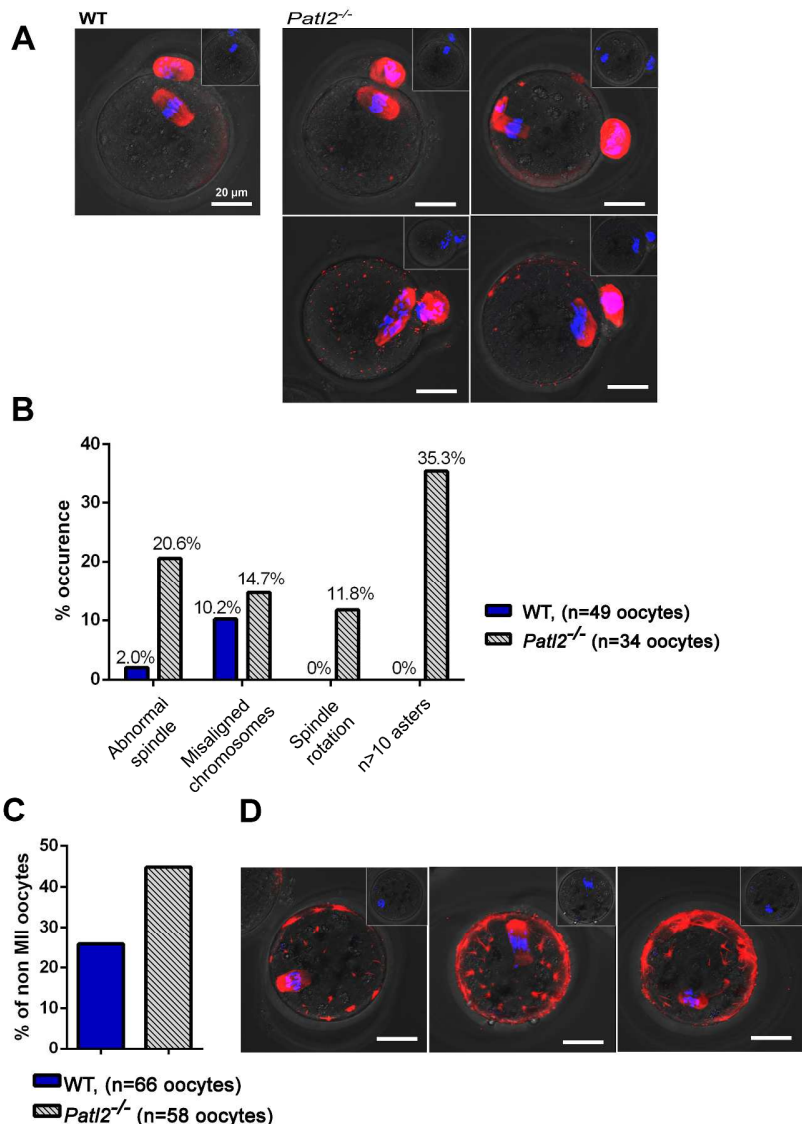 A
WT
Patl2-/-
20 µm
B
% occurence
40
30
20
10
0
2.0%
20.6%
10.2%
14.7%
0%
11.8%
0%
35.3%
Abnormal
spindle
Misaligned
chromosomes
Spindle
rotation
n>10 asters
WT, (n=49 oocytes)
Patl2-/- (n=34 oocytes)
C
% of non MII oocytes
50
40
30
20
10
0
WT, (n=66 oocytes)
Patl2-/- (n=58 oocytes)
D